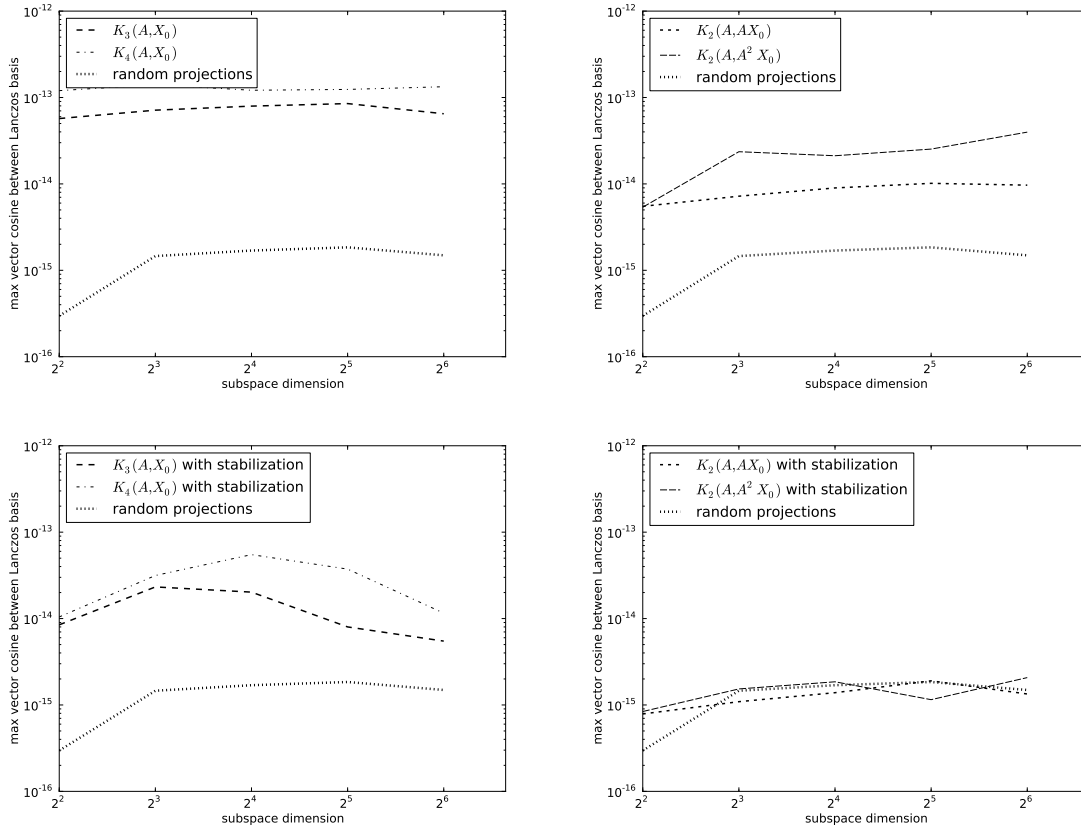 max vector cosine between Lanczos basis
10^-12
10^-13
10^-14
10^-15
10^-16
K_3(A,X_0)
K_4(A,X_0)
random projections
2^2
2^3
2^4
2^5
2^6
subspace dimension
max vector cosine between Lanczos basis
10^-12
10^-13
10^-14
10^-15
10^-16
K_2(A,AX_0)
K_2(A,A^2 X_0)
random projections
2^2
2^3
2^4
2^5
2^6
subspace dimension
max vector cosine between Lanczos basis
10^-12
10^-13
10^-14
10^-15
10^-16
K_3(A,X_0) with stabilization
K_4(A,X_0) with stabilization
random projections
2^2
2^3
2^4
2^5
2^6
subspace dimension
max vector cosine between Lanczos basis
10^-12
10^-13
10^-14
10^-15
10^-16
K_2(A,AX_0) with stabilization
K_2(A,A^2 X_0) with stabilization
random projections
2^2
2^3
2^4
2^5
2^6
subspace dimension